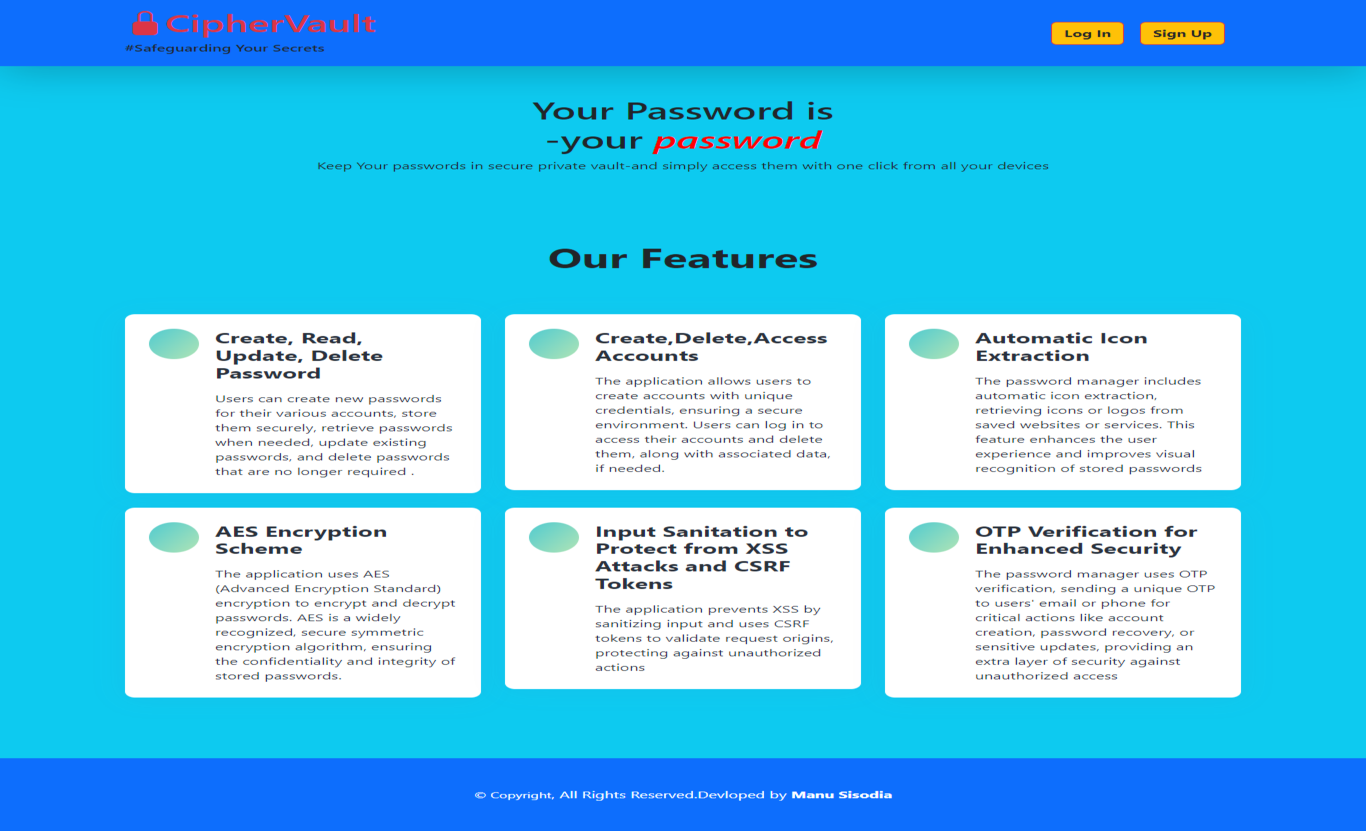 CipherVault
#Safeguarding Your Secrets
Log In
Sign Up
Your Password is
-your password
Keep Your passwords in secure private vault-and simply access them with one click from all your devices
Our Features
Create, Read,
Update, Delete
Password
Users can create new passwords
for their various accounts, store
them securely, retrieve passwords
when needed, update existing
passwords, and delete passwords
that are no longer required .
Create,Delete,Access
Accounts
The application allows users to
create accounts with unique
credentials, ensuring a secure
environment. Users can log in to
access their accounts and delete
them, along with associated data,
if needed.
Automatic Icon
Extraction
The password manager includes
automatic icon extraction,
retrieving icons or logos from
saved websites or services. This
feature enhances the user
experience and improves visual
recognition of stored passwords
AES Encryption
Scheme
The application uses AES
(Advanced Encryption Standard)
encryption to encrypt and decrypt
passwords. AES is a widely
recognized, secure symmetric
encryption algorithm, ensuring
the confidentiality and integrity of
stored passwords.
Input Sanitation to
Protect from XSS
Attacks and CSRF
Tokens
The application prevents XSS by
sanitizing input and uses CSRF
tokens to validate request origins,
protecting against unauthorized
actions
OTP Verification for
Enhanced Security
The password manager uses OTP
verification, sending a unique OTP
to users' email or phone for
critical actions like account
creation, password recovery, or
sensitive updates, providing an
extra layer of security against
unauthorized access
© Copyright, All Rights Reserved.Devloped by Manu Sisodia